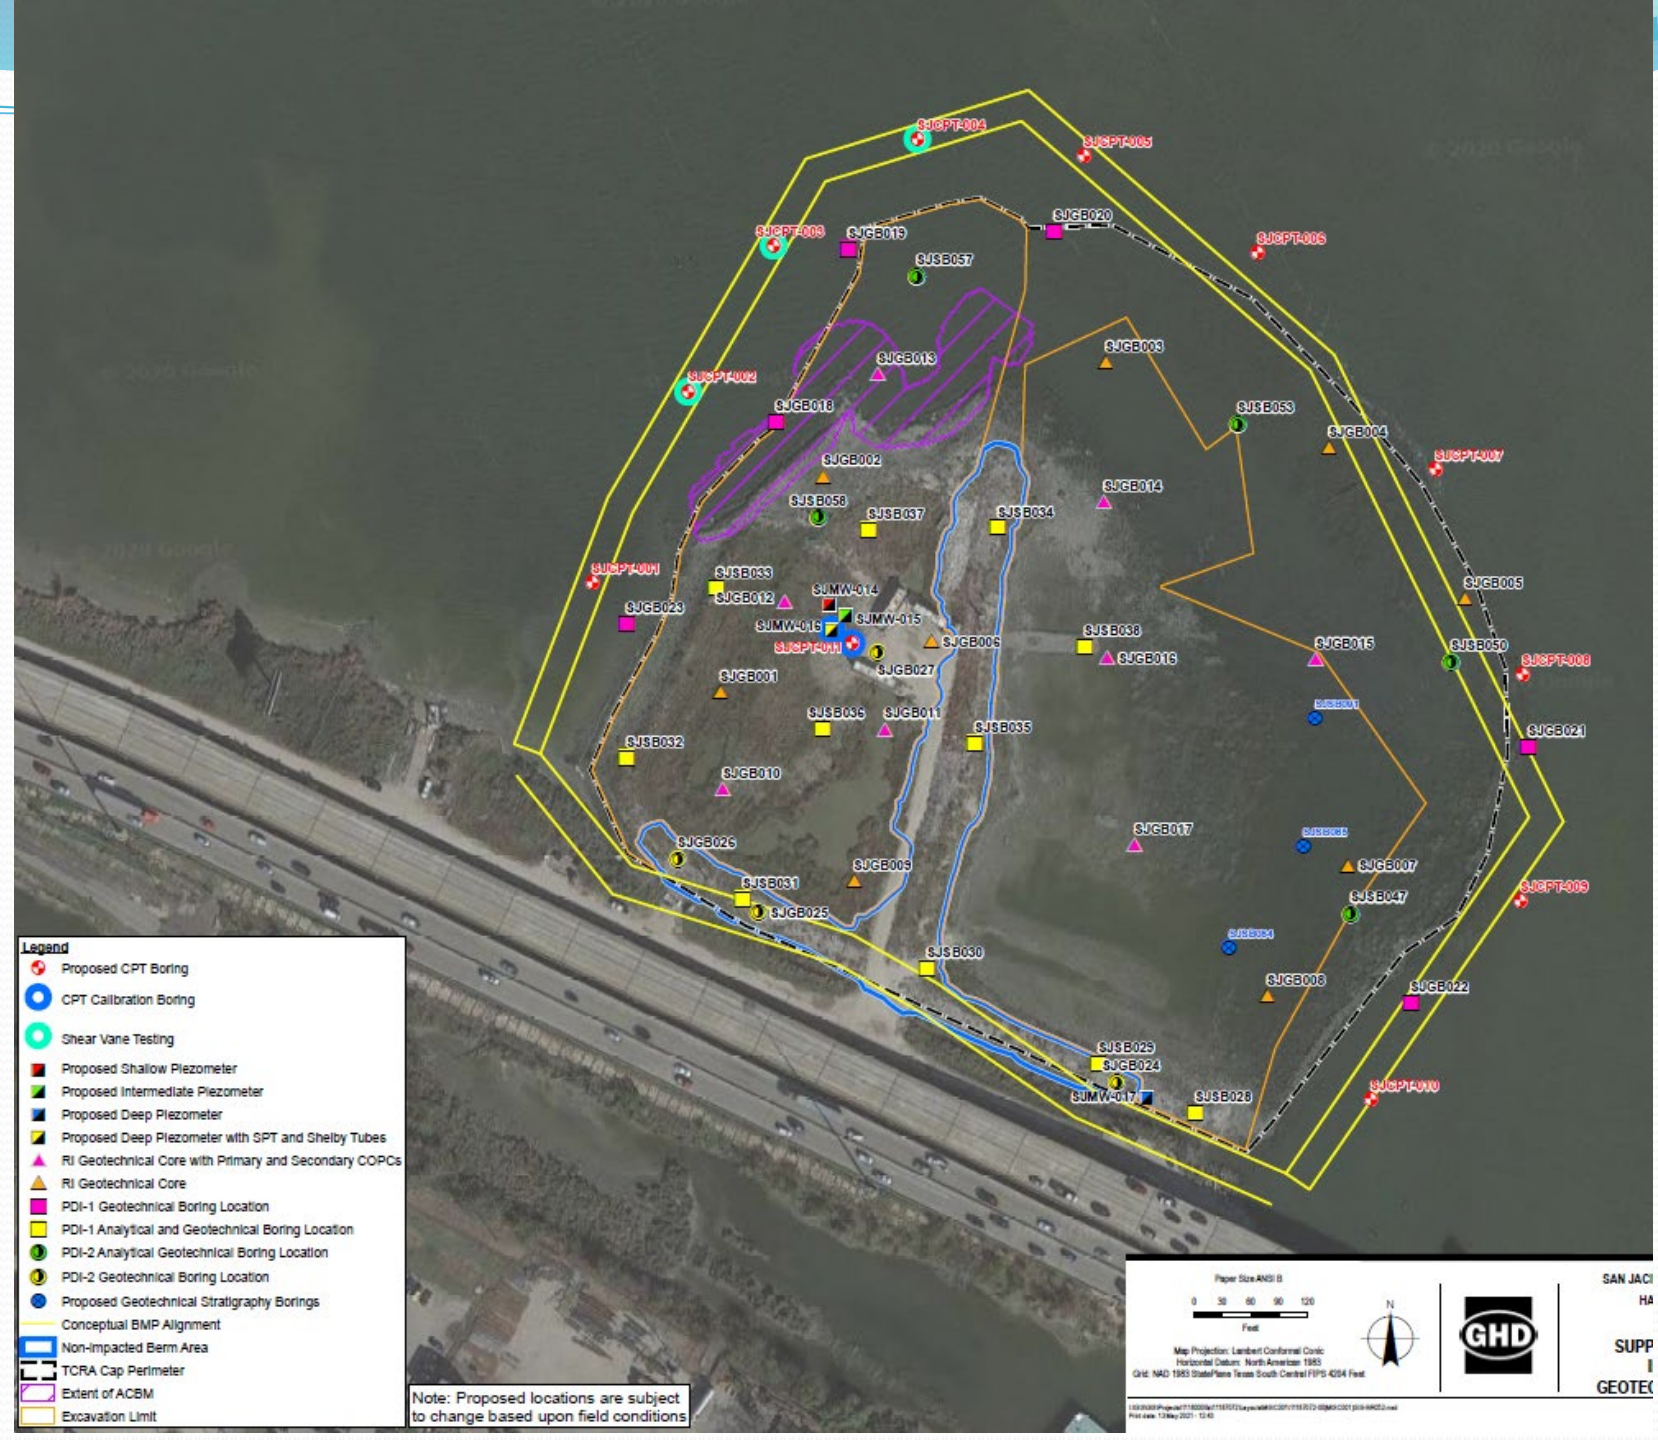 SJCPT-004
SJCPT-005
SJCPT-003
SJGB019
SJGB020
SJCPT-006
SJSB057
SJGB003
SJGB013
SJCPT-002
SJGB018
SJSB053
SJGB004
SJCPT-007
SJGB002
SJGB014
SJSB058
SJSB037
SJSB034
SJCPT-001
SJSB033
SJGB012
SJMW-014
SJGB005
SJGB023
SJMW-016
SJMW-015
SJSB038
SJCPT-011
SJGB006
SJGB016
SJGB015
SJSB050
SJCPT-008
SJGB027
SJGB001
SJSB036
SJGB011
SJSB035
SJGB021
SJSB032
SJGB010
SJGB017
SJGB026
SJGB009
SJGB007
SJCPT-009
SJSB031
SJGB025
SJSB047
SJSB030
SJGB008
SJGB022
SJSB029
SJGB024
SJMW-017
SJSB028
SJCPT-010
Legend
Proposed CPT Boring
CPT Calibration Boring
Shear Vane Testing
Proposed Shallow Piezometer
Proposed Intermediate Piezometer
Proposed Deep Piezometer
Proposed Deep Piezometer with SPT and Shelby Tubes
RI Geotechnical Core with Primary and Secondary COPCs
RI Geotechnical Core
PDI-1 Geotechnical Boring Location
PDI-1 Analytical and Geotechnical Boring Location
PDI-2 Analytical Geotechnical Boring Location
PDI-2 Geotechnical Boring Location
Proposed Geotechnical Stratigraphy Borings
Conceptual BMP Alignment
Non-Impacted Berm Area
TCRA Cap Perimeter
Extent of ACBM
Excavation Limit
Note: Proposed locations are subject
to change based upon field conditions
Paper Size ANSI B
0 30 60 90 120
Feet
Map Projection: Lambert Conformal Conic
Horizontal Datum: North American 1983
Grid: NAD 1983 StatePlane Texas South Central FIPS 4204 Feet
N
GHD
SAN JACI
HA
SUPP
GEOTEC
Print date: 13 May 2021 -